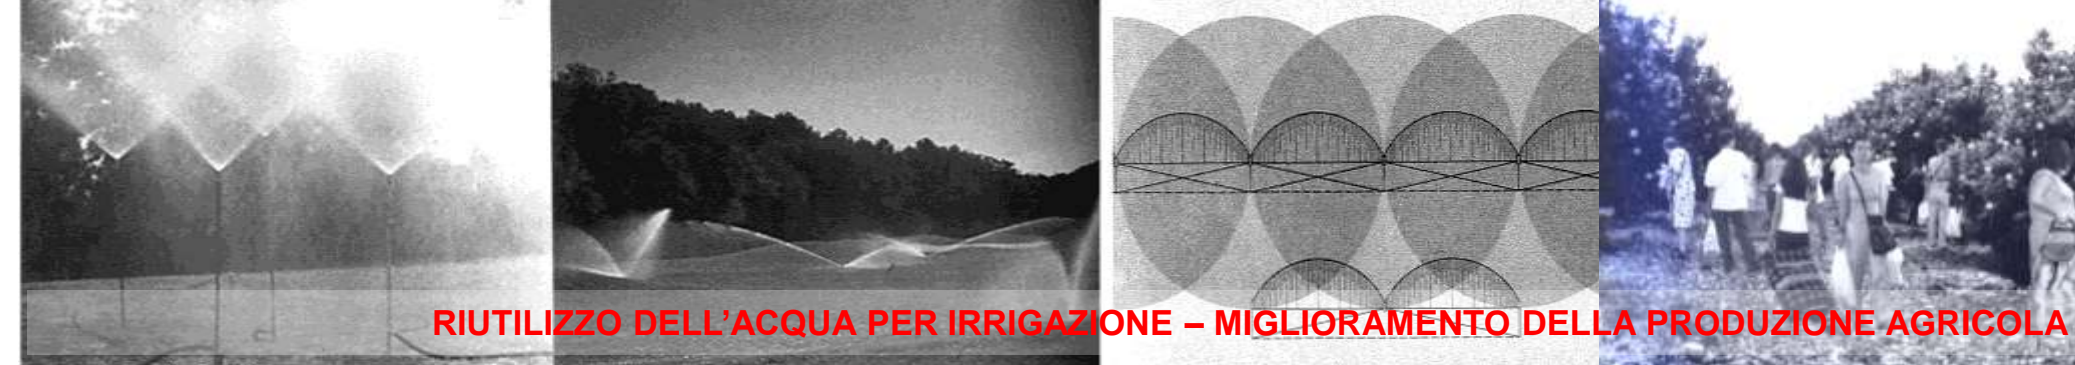 RIUTILIZZO DELL’ACQUA PER IRRIGAZIONE – MIGLIORAMENTO DELLA PRODUZIONE AGRICOLA